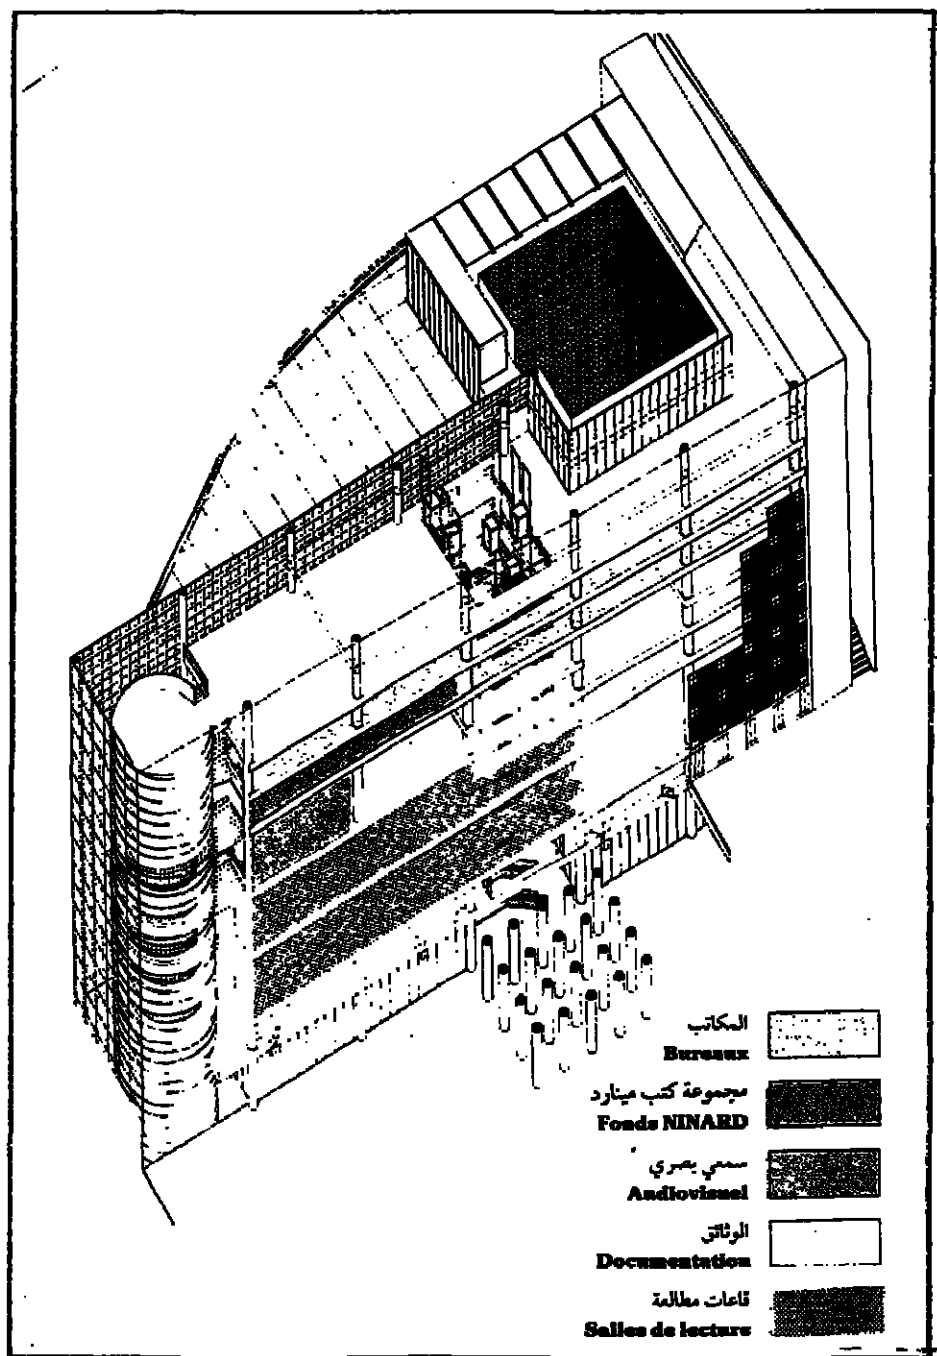 المكاتب
Bureaux
مجموعة كتب مينارد
Fonds NINARD
سمعي بصري
Audiovisuel
الوثائق
Documentation
قاعات مطالعة
Salles de lecture